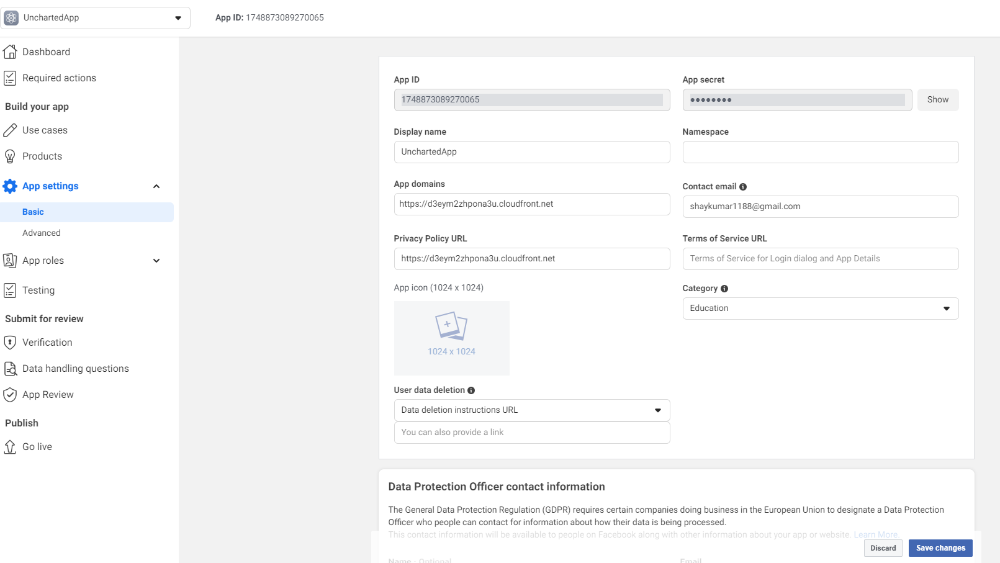 UnchartedApp
App ID: 1748873089270065
Dashboard
Required actions
Build your app
Use cases
Products
App settings
Basic
Advanced
App roles
Testing
Submit for review
Verification
Data handling questions
App Review
Publish
Go live
App ID
1748873089270065
App secret
••••••••
Show
Display name
UnchartedApp
Namespace
App domains
https://d3eym2zhpona3u.cloudfront.net
Contact email
shaykumar1188@gmail.com
Privacy Policy URL
https://d3eym2zhpona3u.cloudfront.net
Terms of Service URL
Terms of Service for Login dialog and App Details
App icon (1024 x 1024)
1024 x 1024
Category
Education
User data deletion
Data deletion instructions URL
You can also provide a link
Data Protection Officer contact information
The General Data Protection Regulation (GDPR) requires certain companies doing business in the European Union to designate a Data Protection
Officer who people can contact for information about how their data is being processed.
This contact information will be available to people on Facebook along with other information about your app or website. Learn More.
Discard
Save changes
Name · Optional
Email